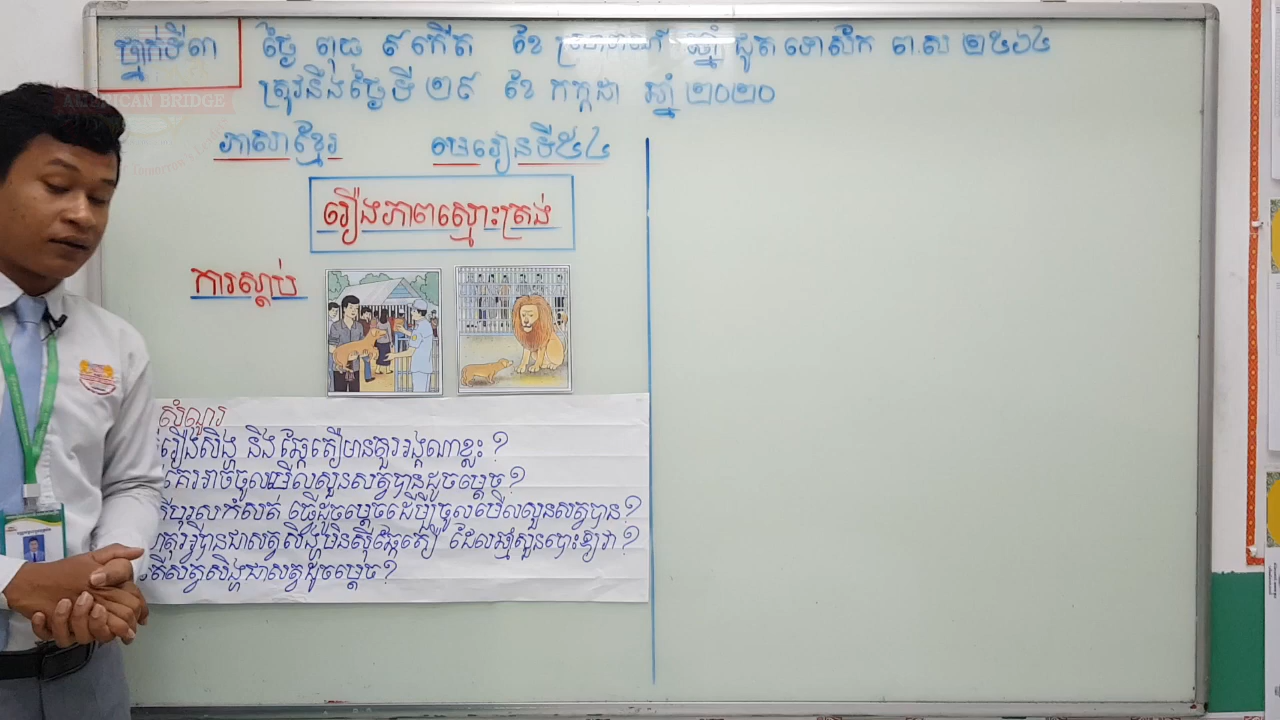 ថ្នាក់ទី៣
ថ្ងៃ ពុធ ៩កើត ខែ ឆ្នាំ ជូត ទោស័ក ព.ស ២៥៦៤
ត្រូវនឹងថ្ងៃទី ២៩ ខែ កក្កដា ឆ្នាំ ២០២០
AMERICAN BRIDGE
ភាសាខ្មែរ មេរៀនទី៥៤
រឿងភាពស្មោះត្រង់
ការស្តាប់
សំណួរ
រឿងសិង្ហ និងឆ្កែតឿមានតួរអង្គណាខ្លះ ?
គេអាចចូលមើលសួនសត្វបានដូចម្តេច?
បុរសកំសត់ ធ្វើដូចម្តេចដើម្បីចូលមើលសួនសត្វបាន?
ហេតុអ្វីបានជាសត្វសិង្ហមិនស៊ីឆ្កែតឿ ដែលឆ្មាំសួនបោះឱ្យវា ?
តើសត្វសិង្ហជាសត្វដូចម្តេច?